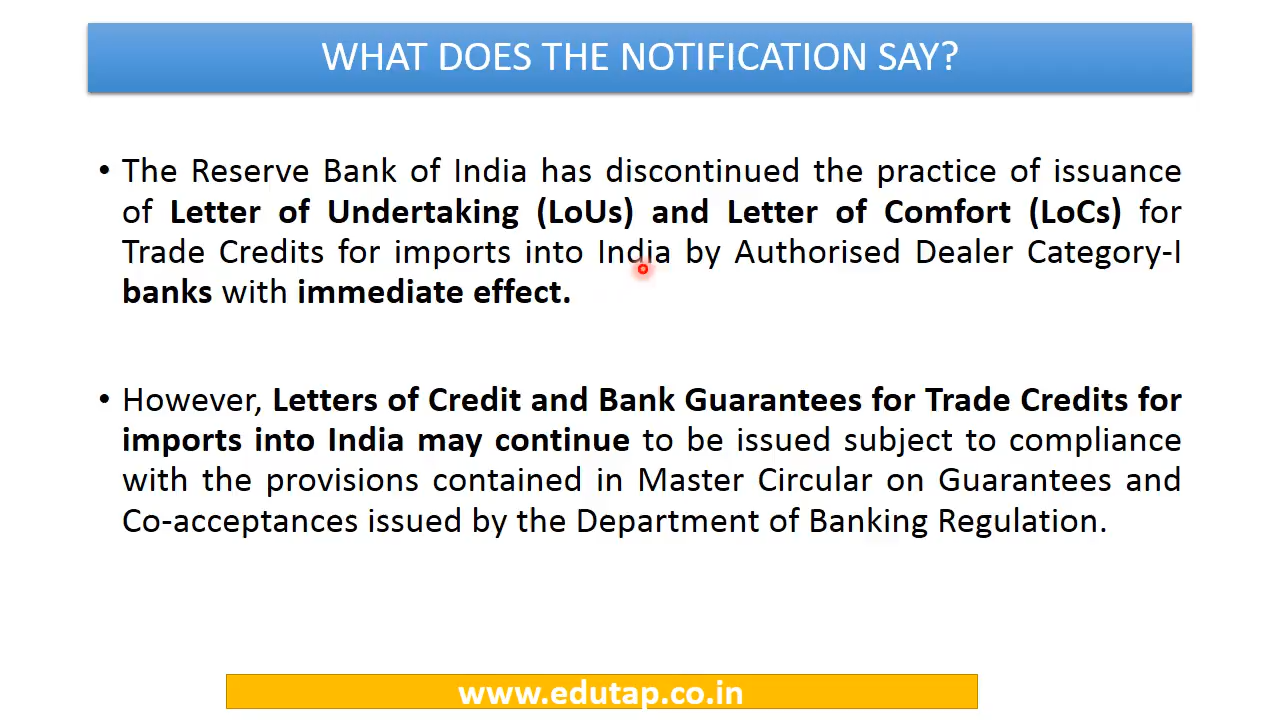 WHAT DOES THE NOTIFICATION SAY?
• The Reserve Bank of India has discontinued the practice of issuance
of Letter of Undertaking (LoUs) and Letter of Comfort (LoCs) for
Trade Credits for imports into India by Authorised Dealer Category-I
banks with immediate effect.
• However, Letters of Credit and Bank Guarantees for Trade Credits for
imports into India may continue to be issued subject to compliance
with the provisions contained in Master Circular on Guarantees and
Co-acceptances issued by the Department of Banking Regulation.
www.edutap.co.in